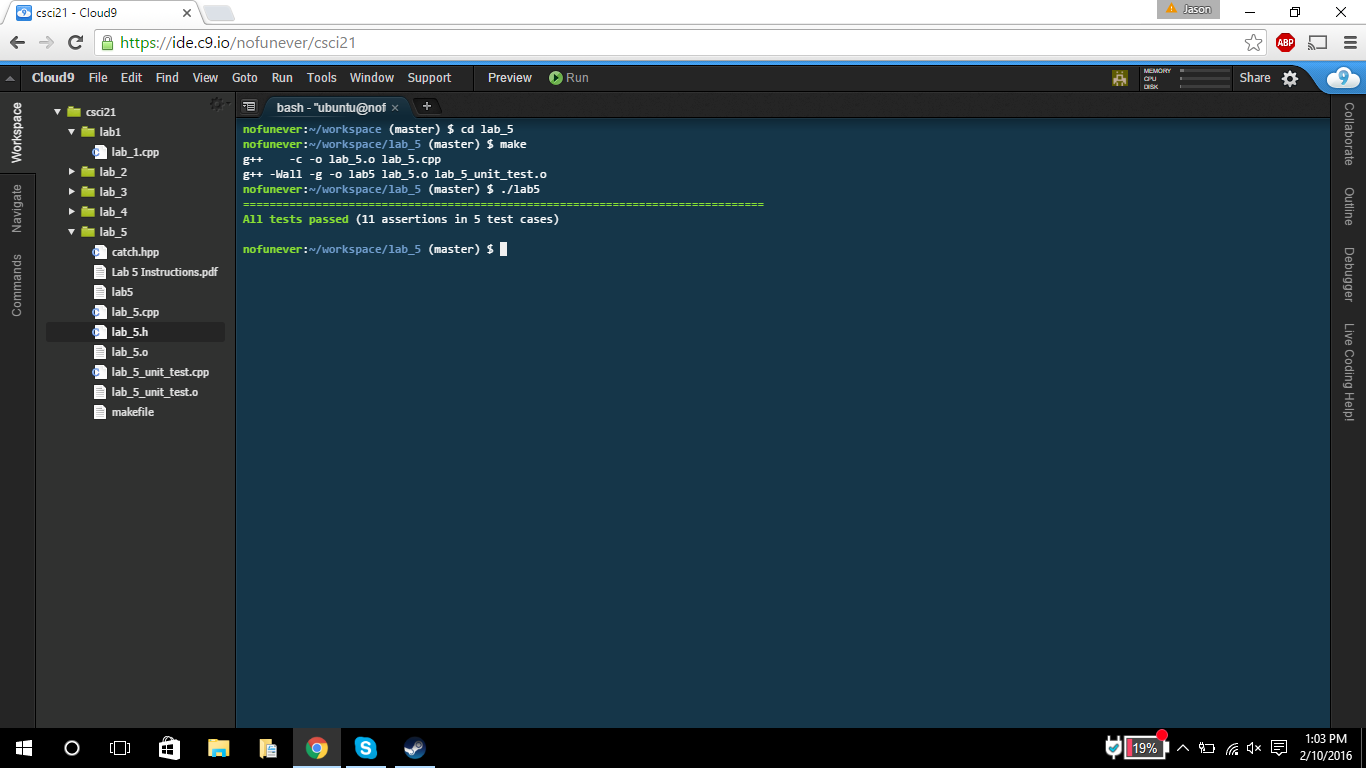 csci21 - Cloud9
Jason
https://ide.c9.io/nofunever/csci21
ABP
Cloud9 File Edit Find View Goto Run Tools Window Support Preview Run
MEMORY
CPU
DISK
Share
9
Workspace
Navigate
Commands
csci21
lab1
lab_1.cpp
lab_2
lab_3
lab_4
lab_5
catch.hpp
Lab 5 Instructions.pdf
lab5
lab_5.cpp
lab_5.h
lab_5.o
lab_5_unit_test.cpp
lab_5_unit_test.o
makefile
bash - "ubuntu@nof
nofunever:~/workspace (master) $ cd lab_5
nofunever:~/workspace/lab_5 (master) $ make
g++    -c -o lab_5.o lab_5.cpp
g++ -Wall -g -o lab5 lab_5.o lab_5_unit_test.o
nofunever:~/workspace/lab_5 (master) $ ./lab5
===============================================================================
All tests passed (11 assertions in 5 test cases)
nofunever:~/workspace/lab_5 (master) $
Collaborate
Outline
Debugger
Live Coding Help!
19%
1:03 PM
2/10/2016